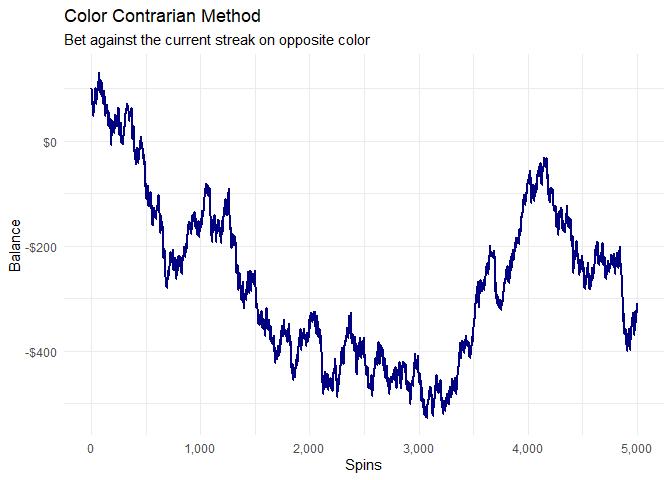 Color Contrarian Method
Bet against the current streak on opposite color
$0
-$200
-$400
Balance
0
1,000
2,000
3,000
4,000
5,000
Spins